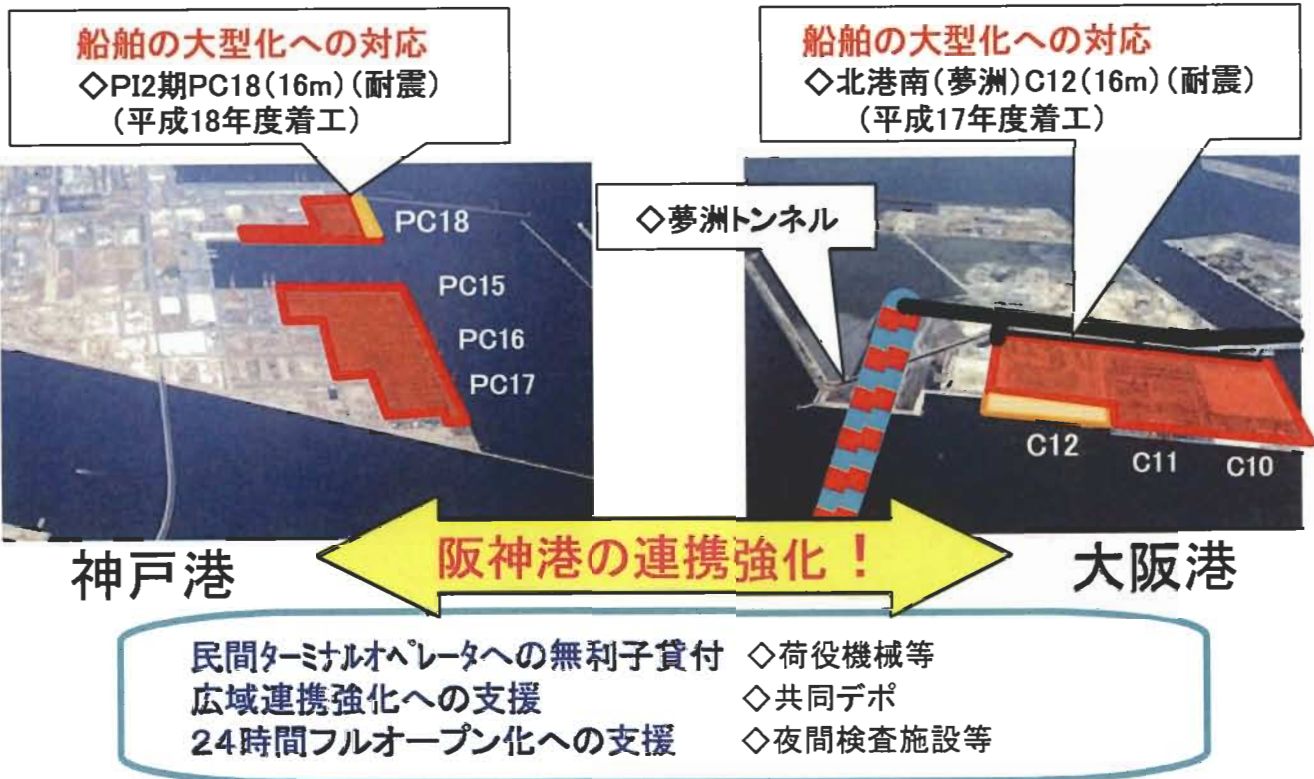 船舶の大型化への対応
◇PI2期PC18(16m)(耐震)
(平成18年度着工)
船舶の大型化への対応
◇北港南(夢洲)C12(16m)(耐震)
(平成17年度着工)
◇夢洲トンネル
PC18
PC15
PC16
PC17
C12
C11
C10
神戸港
阪神港の連携強化！
大阪港
民間ターミナルオペレータへの無利子貸付 ◇荷役機械等
広域連携強化への支援 ◇共同デポ
24時間フルオープン化への支援 ◇夜間検査施設等